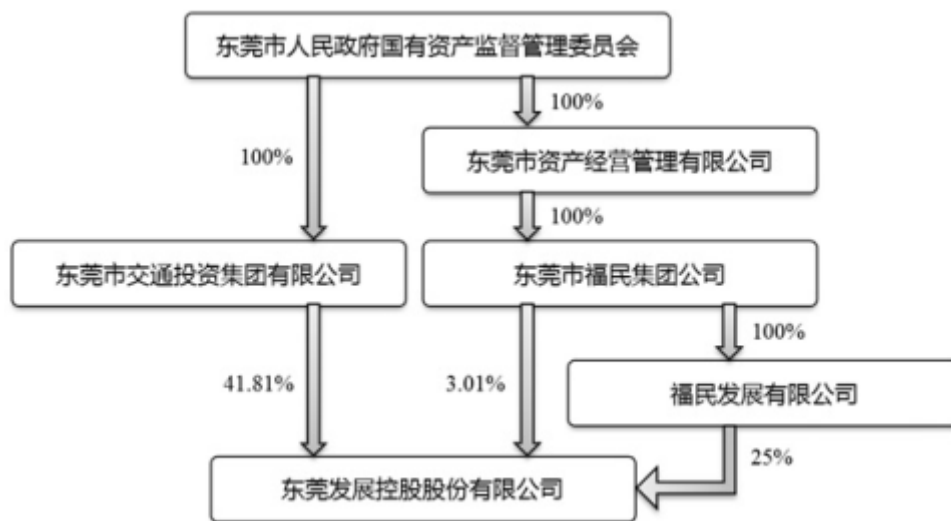 东莞市人民政府国有资产监督管理委员会
100%
100%
东莞市资产经营管理有限公司
100%
东莞市交通投资集团有限公司
东莞市福民集团公司
100%
41.81%
3.01%
福民发展有限公司
25%
东莞发展控股股份有限公司